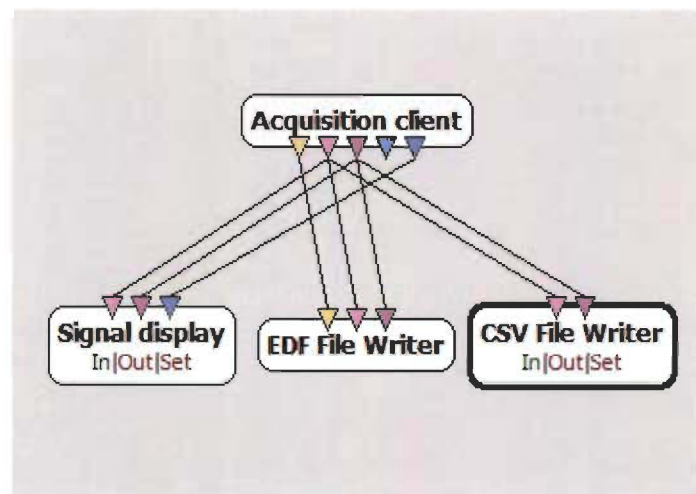 Acquisition client
Signal display
In|Out|Set
EDF File Writer
CSV File Writer
In|Out|Set